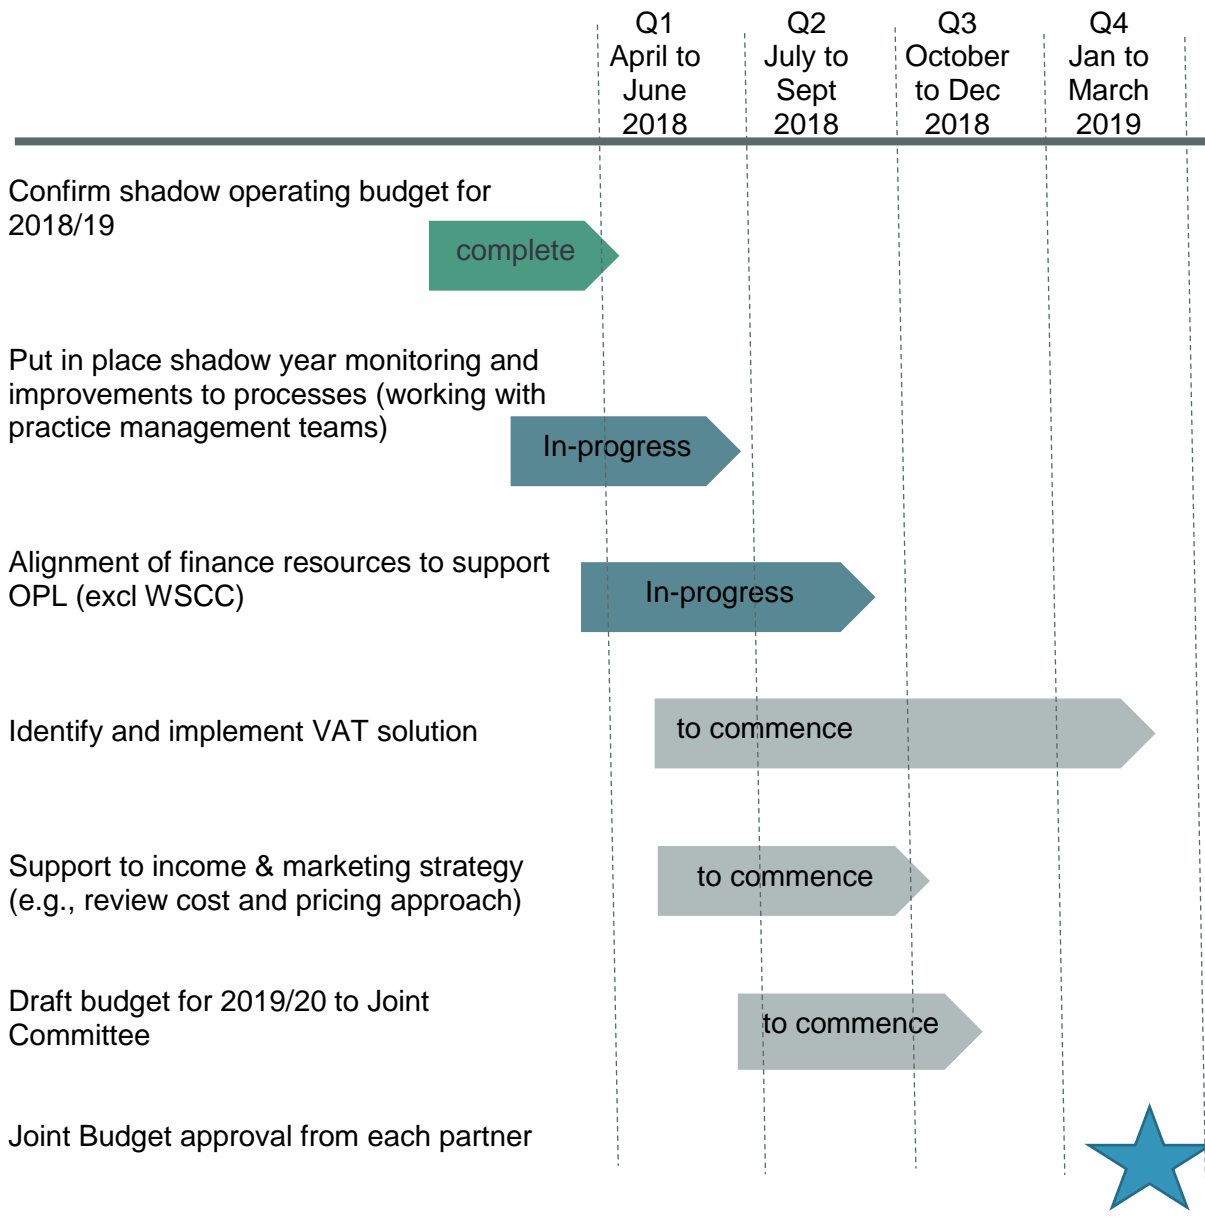 Q1
April to
June
2018
Q2
July to
Sept
2018
Q3
October
to Dec
2018
Q4
Jan to
March
2019
Confirm shadow operating budget for
2018/19
complete
Put in place shadow year monitoring and
improvements to processes (working with
practice management teams)
In-progress
Alignment of finance resources to support
OPL (excl WSCC)
In-progress
Identify and implement VAT solution
to commence
Support to income & marketing strategy
(e.g., review cost and pricing approach)
to commence
Draft budget for 2019/20 to Joint
Committee
to commence
Joint Budget approval from each partner